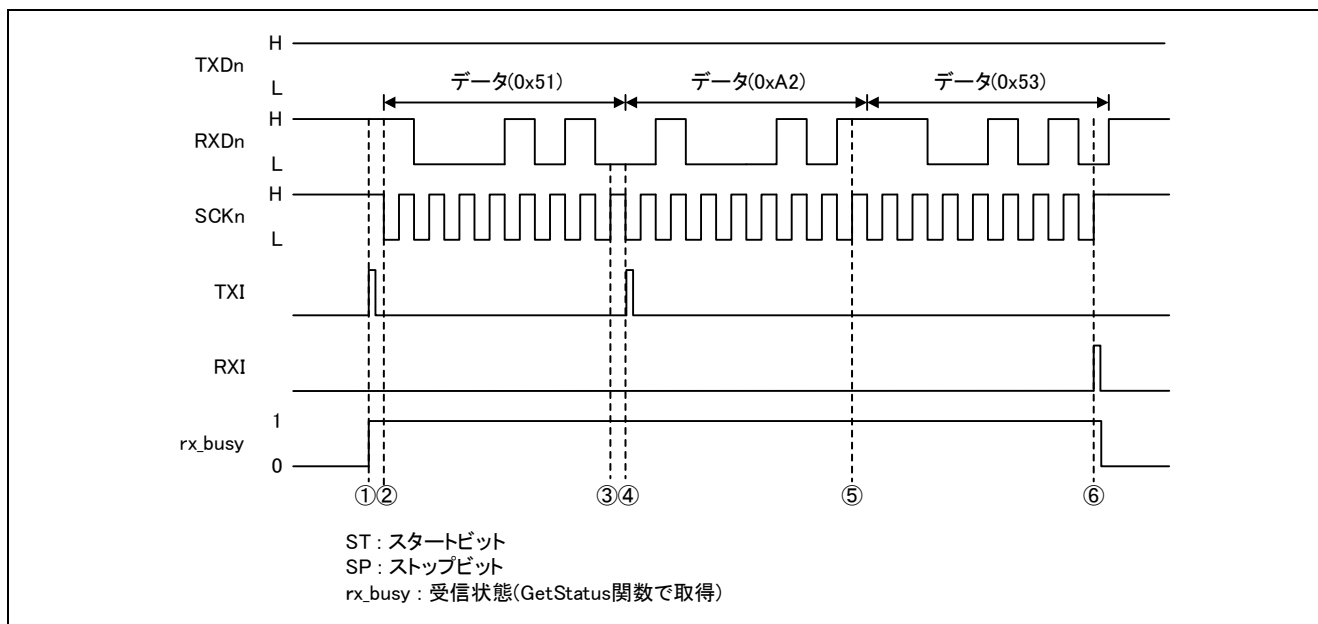 H
TXDn
L
データ(0x51)
データ(0xA2)
データ(0x53)
H
RXDn
L
H
SCKn
L
TXI
RXI
1
rx_busy
0
①②
③④
⑤
⑥
ST : スタートビット
SP : ストップビット
rx_busy : 受信状態(GetStatus関数で取得)